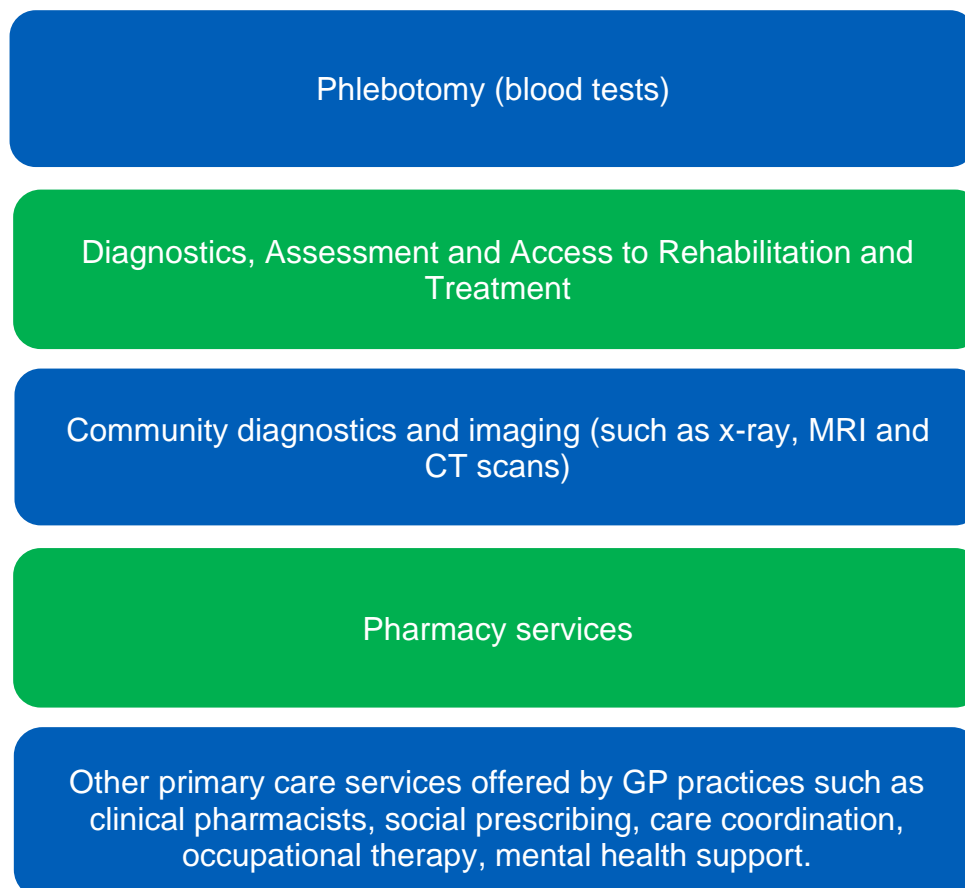 Phlebotomy (blood tests)
Diagnostics, Assessment and Access to Rehabilitation and
Treatment
Community diagnostics and imaging (such as x-ray, MRI and
CT scans)
Pharmacy services
Other primary care services offered by GP practices such as
clinical pharmacists, social prescribing, care coordination,
occupational therapy, mental health support.